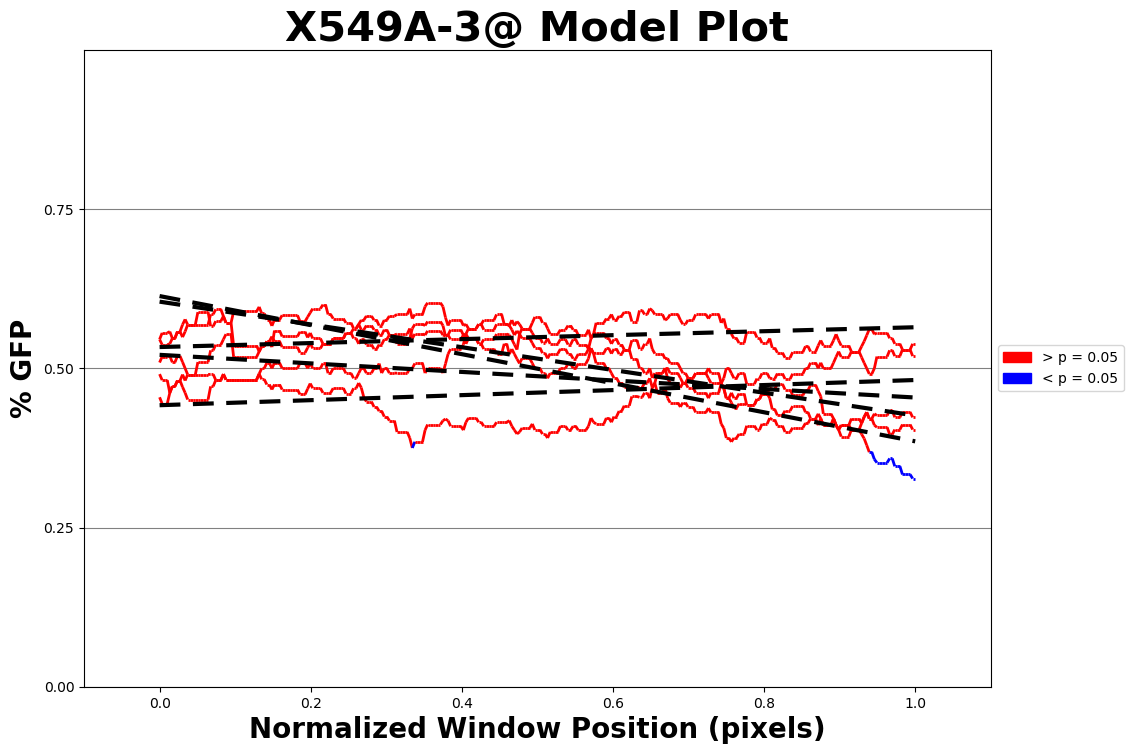 X549A-3@ Model Plot
% GFP
0.75
0.50
0.25
0.00
0.0 0.2 0.4 0.6 0.8 1.0
Normalized Window Position (pixels)
> p = 0.05
< p = 0.05